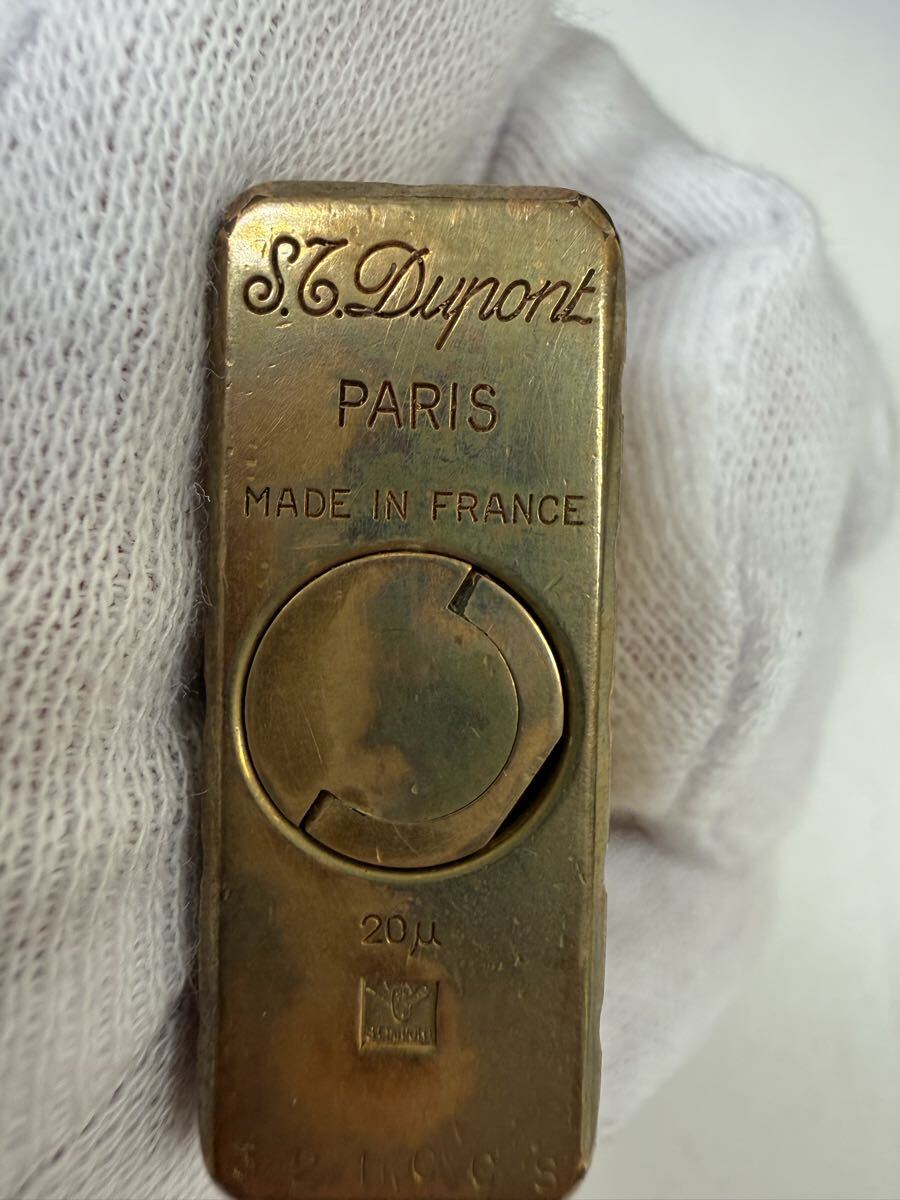 S.T. Dupont
PARIS
MADE IN FRANCE
20µ